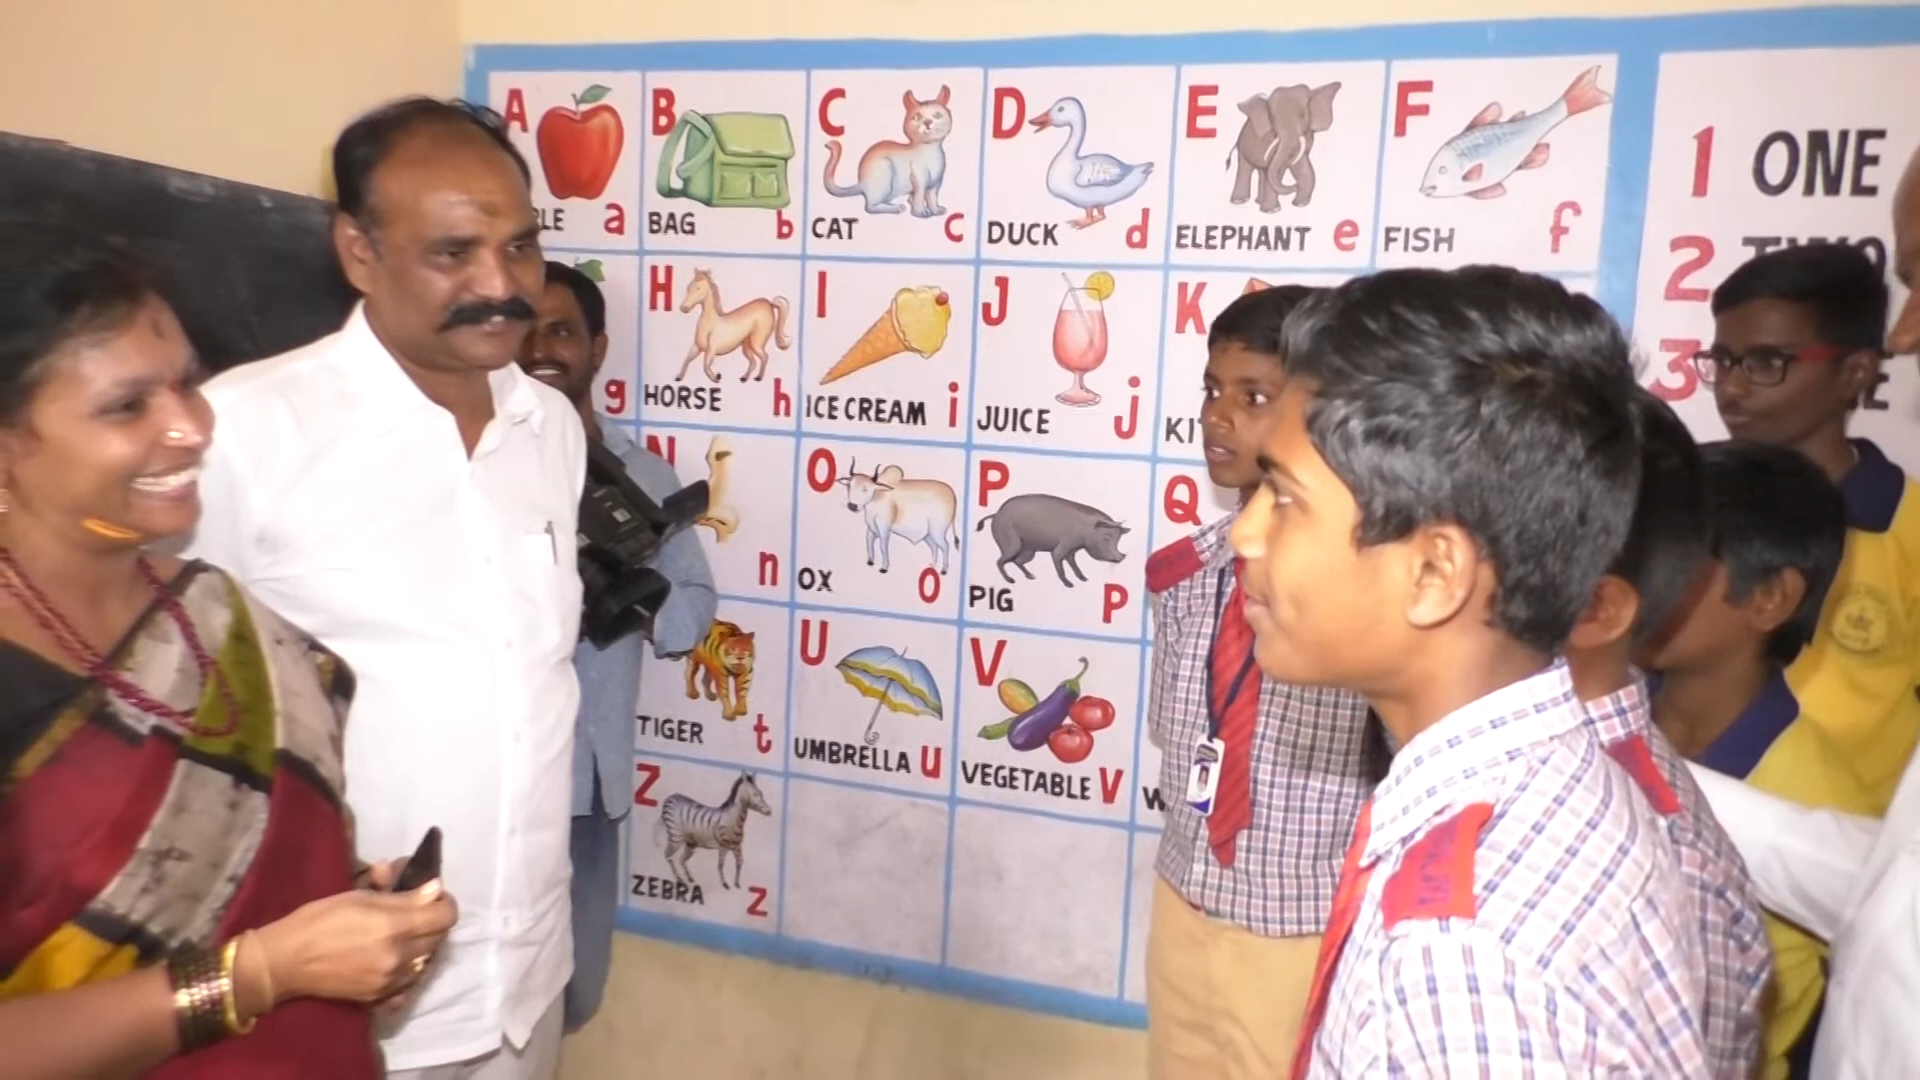 A B C D E F
a b c d e f
BAG CAT DUCK ELEPHANT FISH
H I J K
g h i j
HORSE ICE CREAM JUICE
N O P Q
n o p
OX PIG
U V
t u v
TIGER UMBRELLA VEGETABLE
Z
ZEBRA z
1 ONE
2 TWO
3